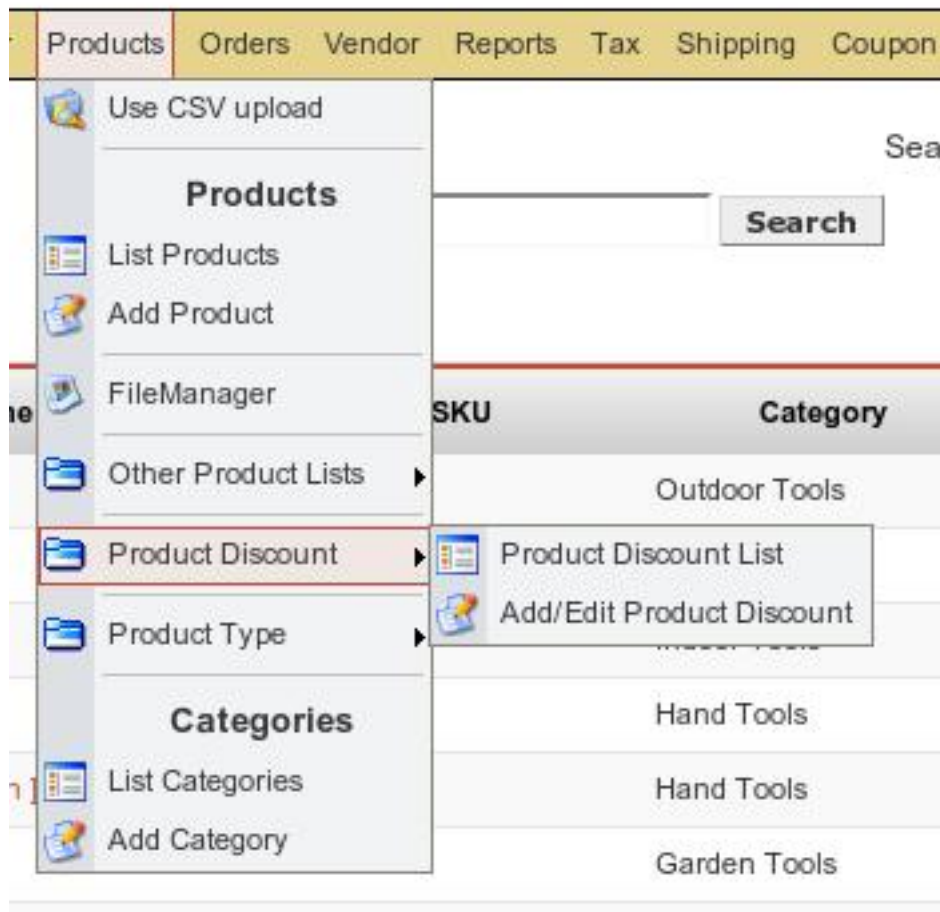 Products Orders Vendor Reports Tax Shipping Coupon
Use CSV upload
Products
Search
List Products
Add Product
FileManager
SKU Category
Other Product Lists
Outdoor Tools
Product Discount
Product Discount List
Add/Edit Product Discount
Product Type
Categories
Hand Tools
List Categories
Hand Tools
Add Category
Garden Tools